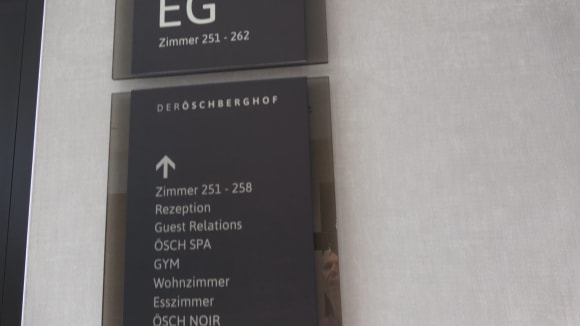 EG
Zimmer 251 - 262
DERÖSCHBERGHOF
↑
Zimmer 251 - 258
Rezeption
Guest Relations
ÖSCH SPA
GYM
Wohnzimmer
Esszimmer
ÖSCH NOIR